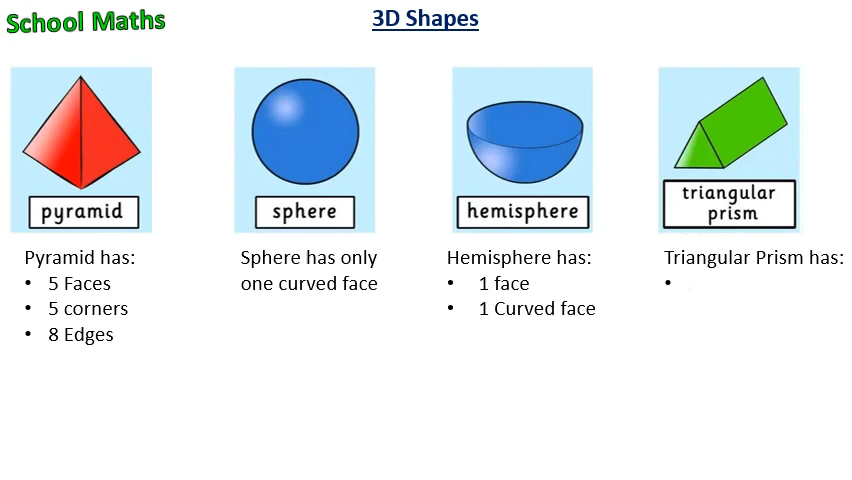 School Maths
3D Shapes
pyramid
sphere
hemisphere
triangular
prism
Pyramid has:
• 5 Faces
• 5 corners
• 8 Edges
Sphere has only
one curved face
Hemisphere has:
• 1 face
• 1 Curved face
Triangular Prism has:
•